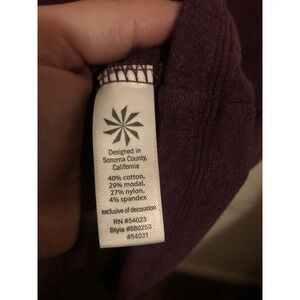 Designed in
Sonoma County,
California
40% cotton,
29% modal,
27% nylon,
4% spandex
exclusive of decoration
RN #54023
Style #880253
#54031